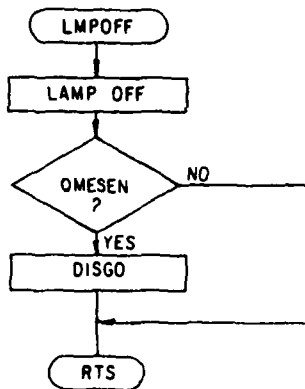 LMPOFF
LAMP OFF
OMESEN
?
NO
YES
DISGO
RTS